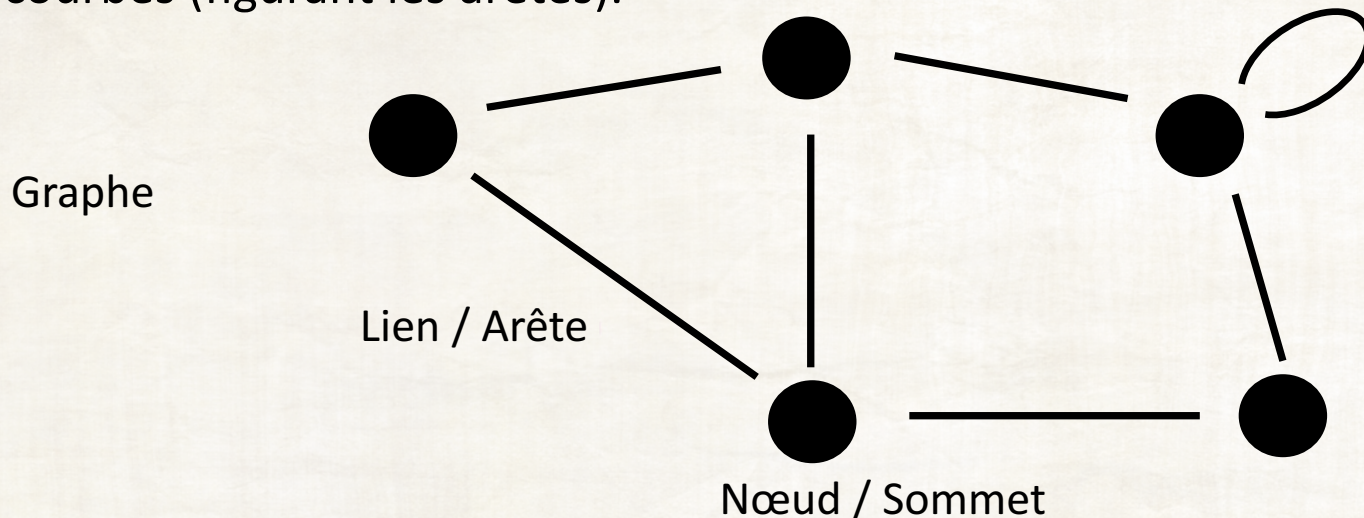 courbes (figurant les arêtes).
Graphe
Lien / Arête
Nœud / Sommet